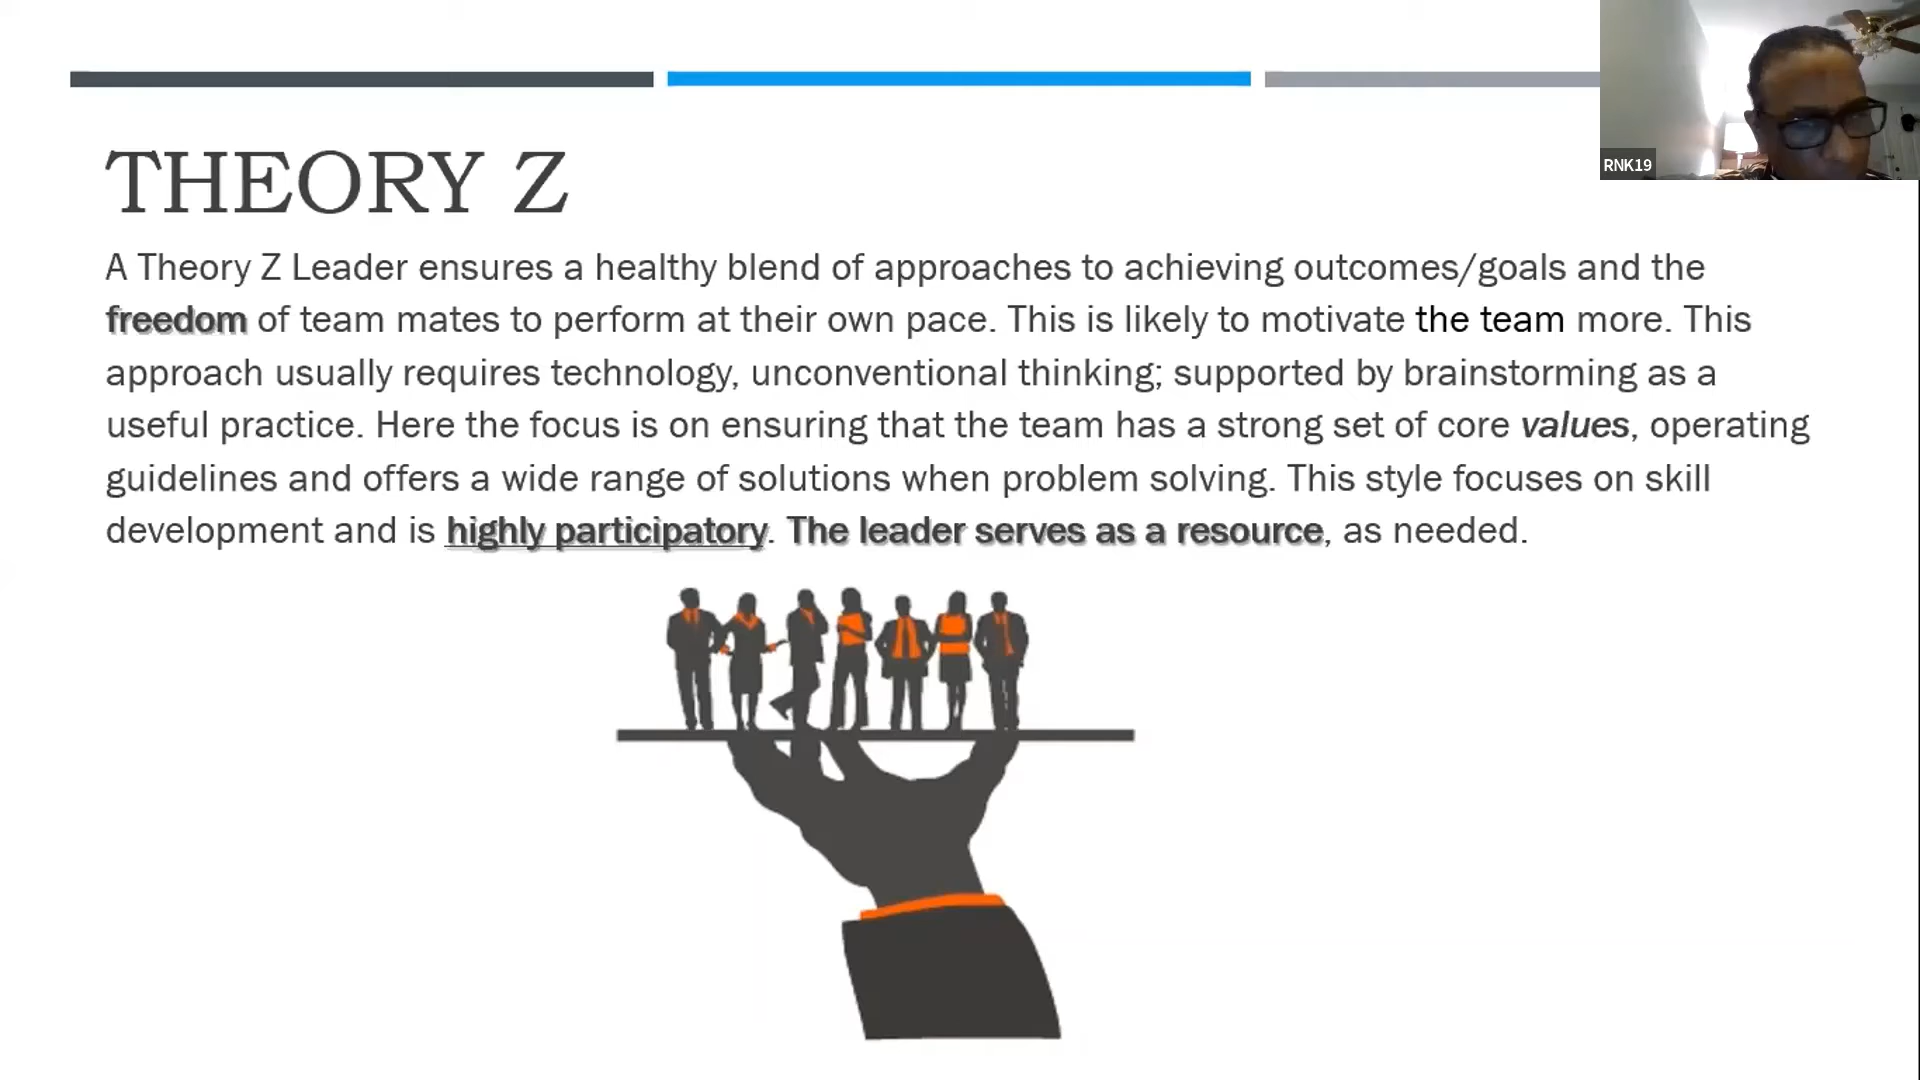 THEORY Z
A Theory Z Leader ensures a healthy blend of approaches to achieving outcomes/goals and the
freedom of team mates to perform at their own pace. This is likely to motivate the team more. This
approach usually requires technology, unconventional thinking; supported by brainstorming as a
useful practice. Here the focus is on ensuring that the team has a strong set of core values, operating
guidelines and offers a wide range of solutions when problem solving. This style focuses on skill
development and is highly participatory. The leader serves as a resource, as needed.
RNK19